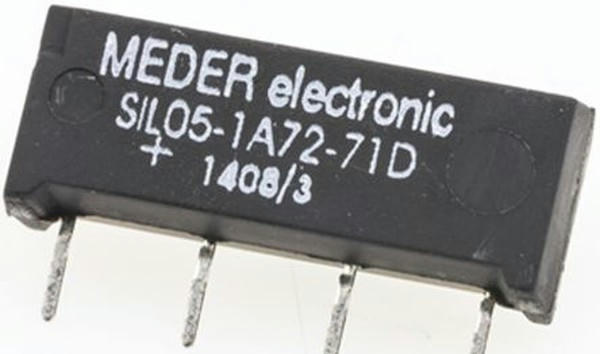 MEDER electronic
SIL05-1A72-71D
+ 1408/3